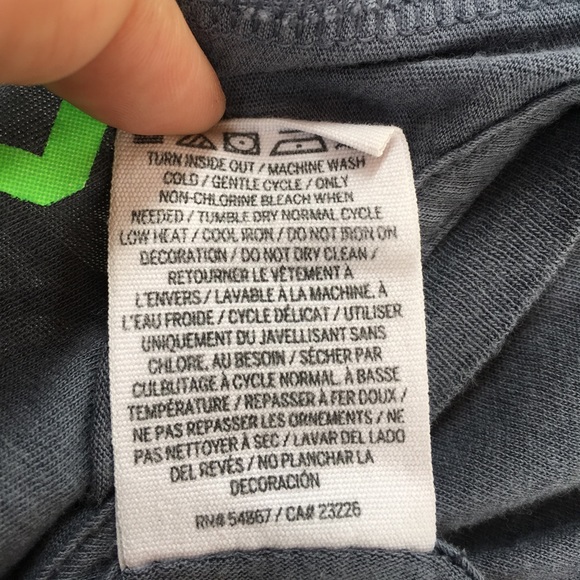 TURN INSIDE OUT / MACHINE WASH
COLD / GENTLE CYCLE / ONLY
NON-CHLORINE BLEACH WHEN
NEEDED / TUMBLE DRY NORMAL CYCLE
LOW HEAT / COOL IRON / DO NOT IRON ON
DECORATION / DO NOT DRY CLEAN /
RETOURNER LE VÊTEMENT À
L'ENVERS / LAVABLE À LA MACHINE, À
L'EAU FROIDE / CYCLE DÉLICAT / UTILISER
UNIQUEMENT DU JAVELLISANT SANS
CHLORE, AU BESOIN / SÉCHER PAR
CULBUTAGE À CYCLE NORMAL, À BASSE
TEMPÉRATURE / REPASSER À FER DOUX /
NE PAS REPASSER LES ORNEMENTS / NE
PAS NETTOYER À SEC / LAVAR DEL LADO
DEL REVÉS / NO PLANCHAR LA
DECORACIÓN
RN# 54867 / CA# 23226